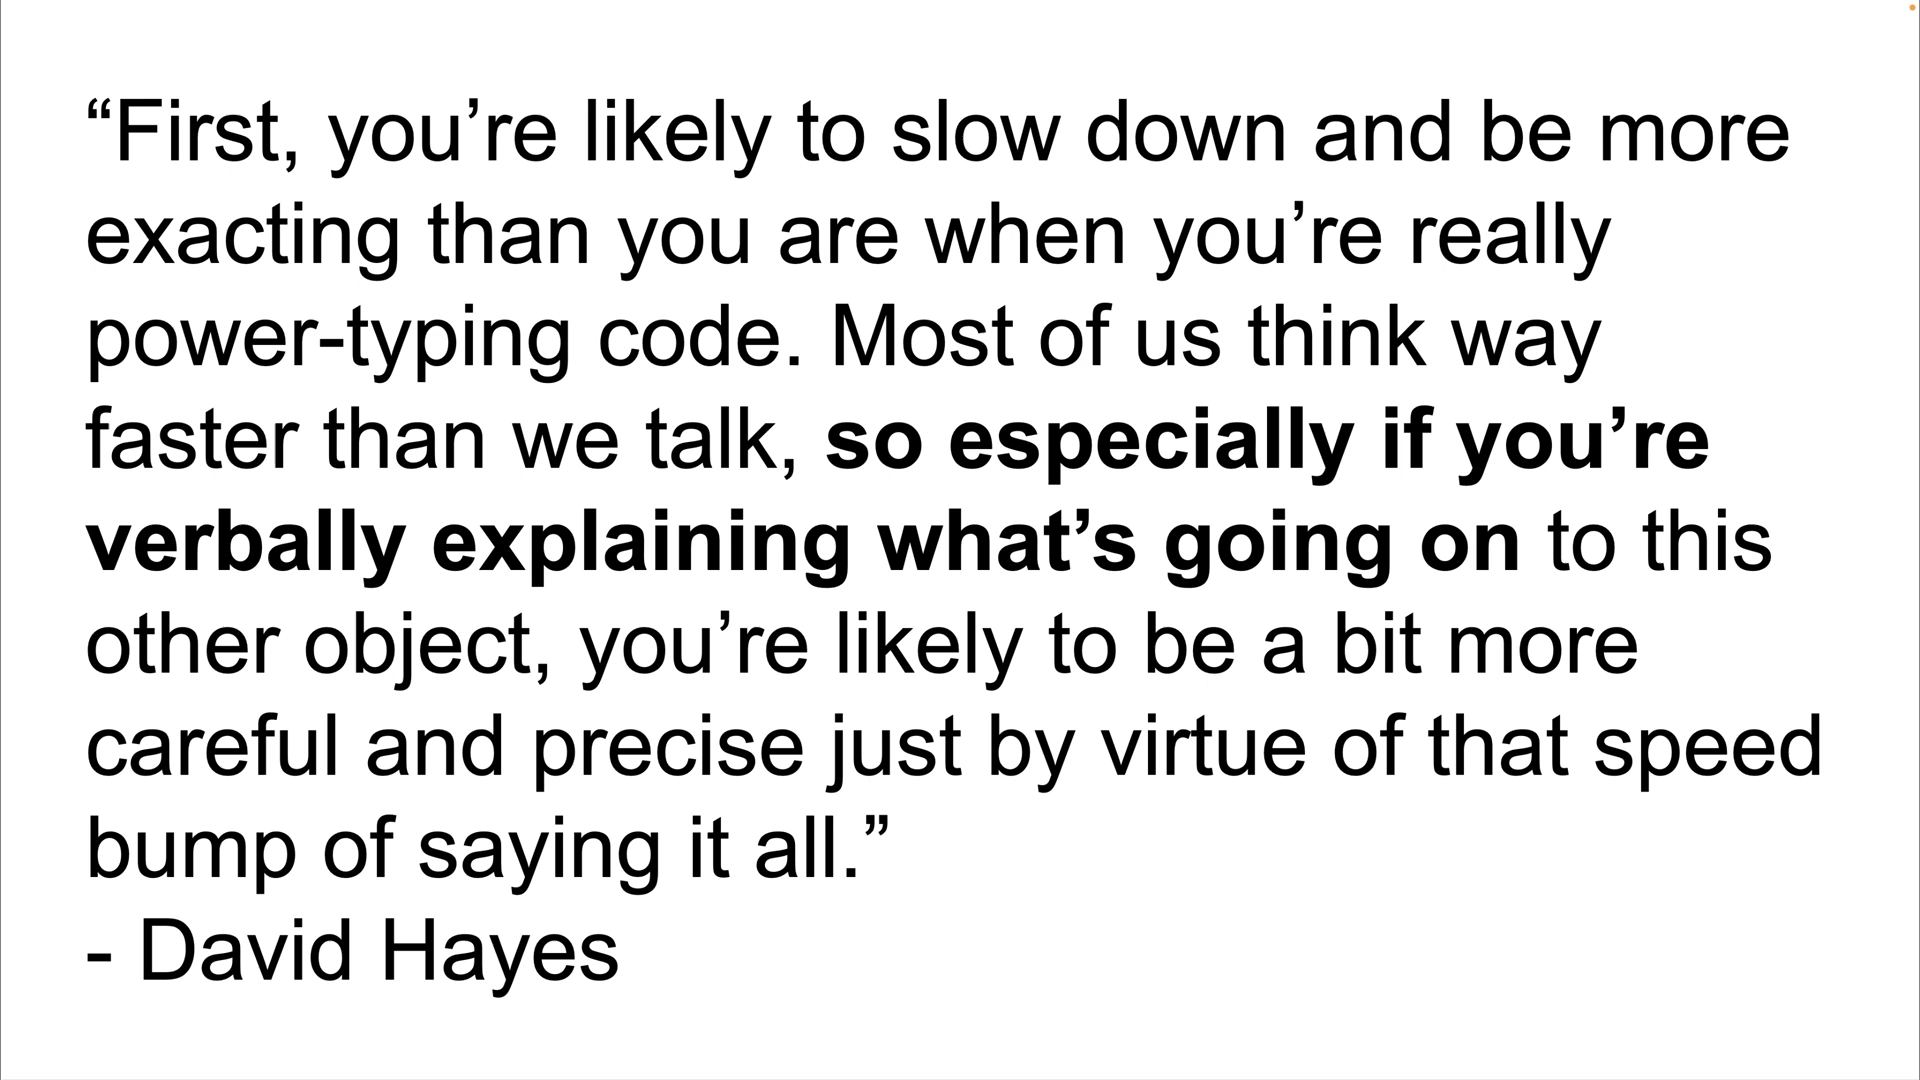 “First, you’re likely to slow down and be more
exacting than you are when you’re really
power-typing code. Most of us think way
faster than we talk, so especially if you’re
verbally explaining what’s going on to this
other object, you’re likely to be a bit more
careful and precise just by virtue of that speed
bump of saying it all.”
- David Hayes